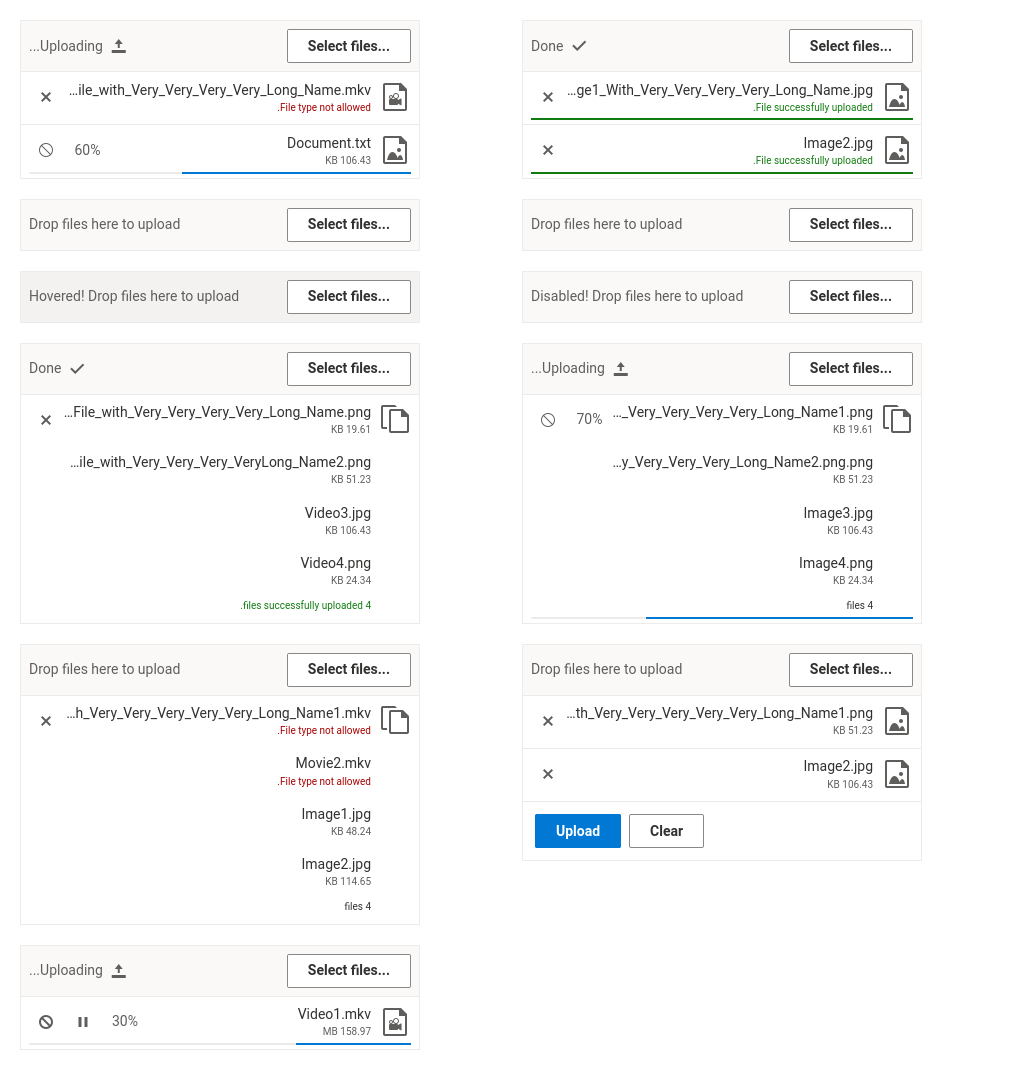 ...Uploading
Select files...
...ile_with_Very_Very_Very_Very_Long_Name.mkv
.File type not allowed
60%
Document.txt
KB 106.43
Drop files here to upload
Select files...
Hovered! Drop files here to upload
Select files...
Done
Select files...
...File_with_Very_Very_Very_Very_Long_Name.png
KB 19.61
...ile_with_Very_Very_Very_VeryLong_Name2.png
KB 51.23
Video3.jpg
KB 106.43
Video4.png
KB 24.34
.files successfully uploaded 4
Drop files here to upload
Select files...
...h_Very_Very_Very_Very_Very_Long_Name1.mkv
.File type not allowed
Movie2.mkv
.File type not allowed
Image1.jpg
KB 48.24
Image2.jpg
KB 114.65
files 4
...Uploading
Select files...
30%
Video1.mkv
MB 158.97
Done
Select files...
...ge1_With_Very_Very_Very_Very_Long_Name.jpg
.File successfully uploaded
Image2.jpg
.File successfully uploaded
Drop files here to upload
Select files...
Disabled! Drop files here to upload
Select files...
...Uploading
Select files...
70%
..._Very_Very_Very_Very_Long_Name1.png
KB 19.61
...y_Very_Very_Very_Long_Name2.png.png
KB 51.23
Image3.jpg
KB 106.43
Image4.png
KB 24.34
files 4
Drop files here to upload
Select files...
...th_Very_Very_Very_Very_Very_Long_Name1.png
KB 51.23
Image2.jpg
KB 106.43
Upload
Clear